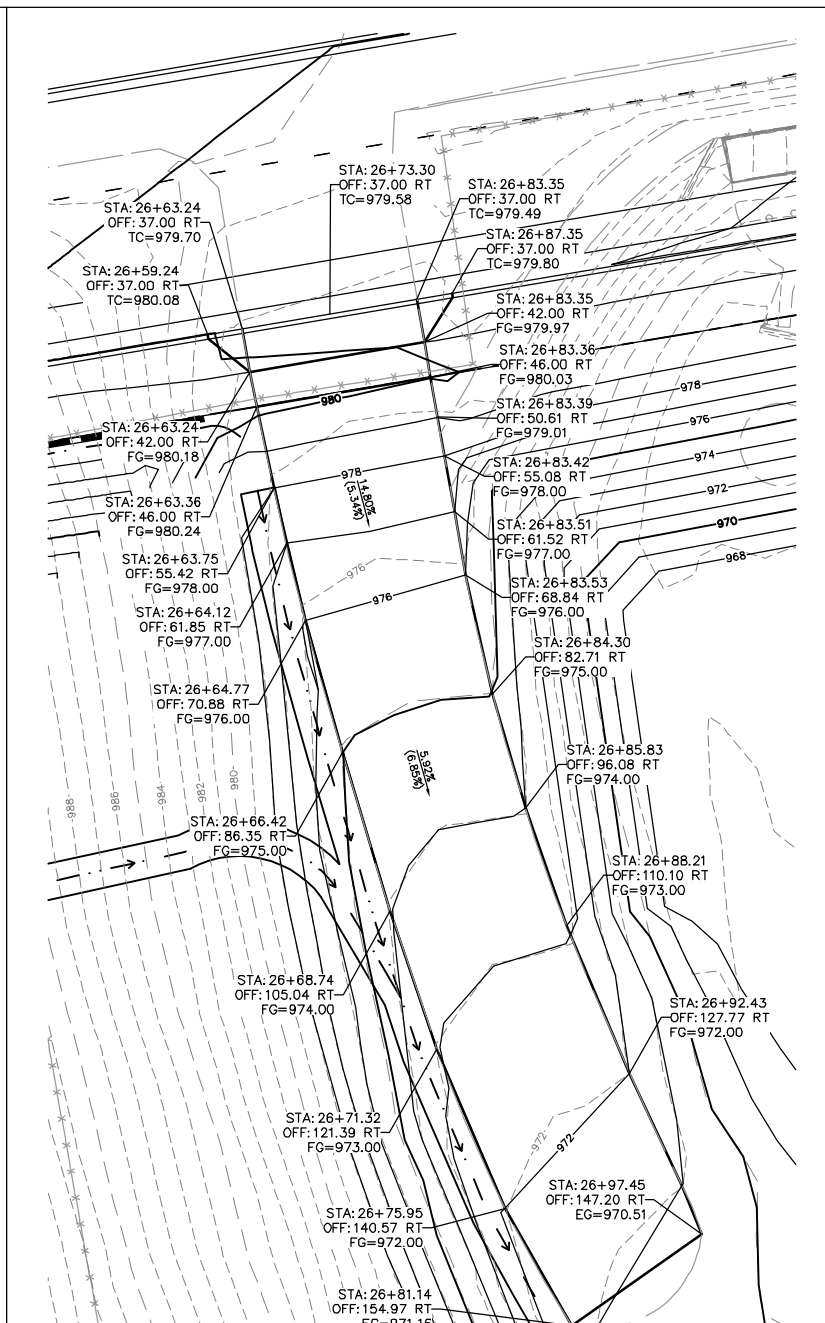 STA: 26+73.30
OFF: 37.00 RT
TC=979.58
STA: 26+83.35
OFF: 37.00 RT
TC=979.49
STA: 26+63.24
OFF: 37.00 RT
TC=979.70
STA: 26+87.35
OFF: 37.00 RT
TC=979.80
STA: 26+59.24
OFF: 37.00 RT
TC=980.08
STA: 26+83.35
OFF: 42.00 RT
FG=979.97
STA: 26+83.36
OFF: 46.00 RT
FG=980.03
978
980
STA: 26+83.39
OFF: 50.61 RT
FG=979.01
976
STA: 26+63.24
OFF: 42.00 RT
FG=980.18
974
STA: 26+83.42
OFF: 55.08 RT
FG=978.00
978
14.80%
(5.34%)
972
STA: 26+63.36
OFF: 46.00 RT
FG=980.24
STA: 26+83.51
OFF: 61.52 RT
FG=977.00
970
968
STA: 26+63.75
OFF: 55.42 RT
FG=978.00
976
STA: 26+83.53
OFF: 68.84 RT
FG=976.00
976
STA: 26+64.12
OFF: 61.85 RT
FG=977.00
STA: 26+84.30
OFF: 82.71 RT
FG=975.00
STA: 26+64.77
OFF: 70.88 RT
FG=976.00
5.92%
(6.85%)
STA: 26+85.83
OFF: 96.08 RT
FG=974.00
988
986
984
982
980
STA: 26+66.42
OFF: 86.35 RT
FG=975.00
STA: 26+88.21
OFF: 110.10 RT
FG=973.00
STA: 26+68.74
OFF: 105.04 RT
FG=974.00
STA: 26+92.43
OFF: 127.77 RT
FG=972.00
STA: 26+71.32
OFF: 121.39 RT
FG=973.00
972
972
STA: 26+97.45
OFF: 147.20 RT
EG=970.51
STA: 26+75.95
OFF: 140.57 RT
FG=972.00
STA: 26+81.14
OFF: 154.97 RT